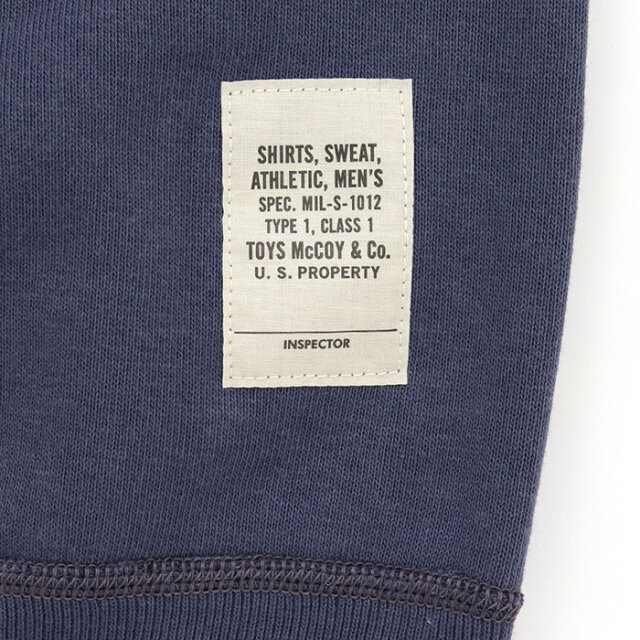 SHIRTS, SWEAT,
ATHLETIC, MEN'S
SPEC. MIL-S-1012
TYPE 1, CLASS 1
TOYS McCOY & Co.
U. S. PROPERTY
INSPECTOR